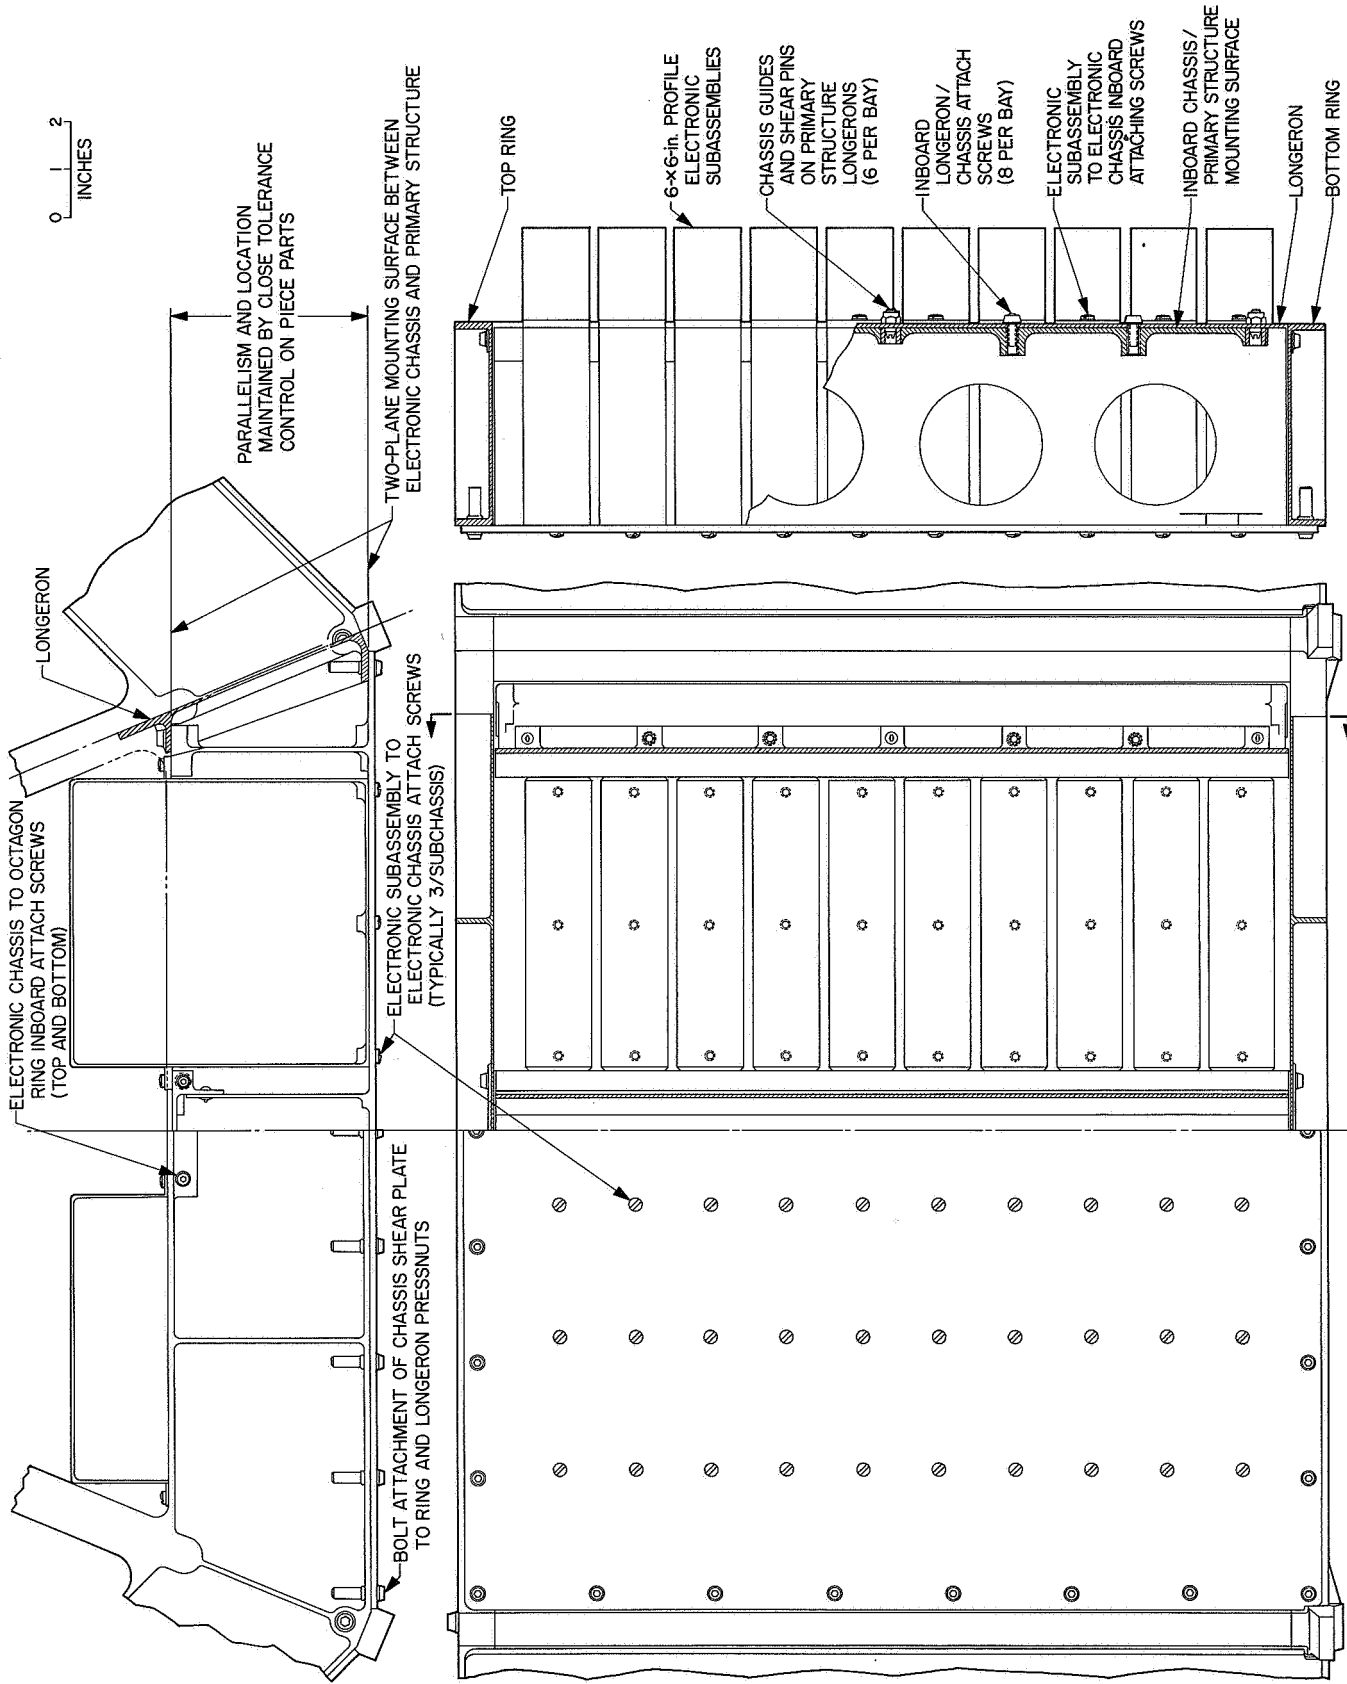 0 1 2
INCHES
PARALLELISM AND LOCATION
MAINTAINED BY CLOSE TOLERANCE
CONTROL ON PIECE PARTS
TWO-PLANE MOUNTING SURFACE BETWEEN
ELECTRONIC CHASSIS AND PRIMARY STRUCTURE
LONGERON
ELECTRONIC CHASSIS TO OCTAGON
RING INBOARD ATTACH SCREWS
(TOP AND BOTTOM)
ELECTRONIC SUBASSEMBLY TO
ELECTRONIC CHASSIS ATTACH SCREWS
(TYPICALLY 3/SUBCHASSIS)
BOLT ATTACHMENT OF CHASSIS SHEAR PLATE
TO RING AND LONGERON PRESSNUTS
TOP RING
6-×6-in. PROFILE
ELECTRONIC
SUBASSEMBLIES
CHASSIS GUIDES
AND SHEAR PINS
ON PRIMARY
STRUCTURE
LONGERONS
(6 PER BAY)
INBOARD
LONGERON/
CHASSIS ATTACH
SCREWS
(8 PER BAY)
ELECTRONIC
SUBASSEMBLY
TO ELECTRONIC
CHASSIS INBOARD
ATTACHING SCREWS
INBOARD CHASSIS/
PRIMARY STRUCTURE
MOUNTING SURFACE
LONGERON
BOTTOM RING